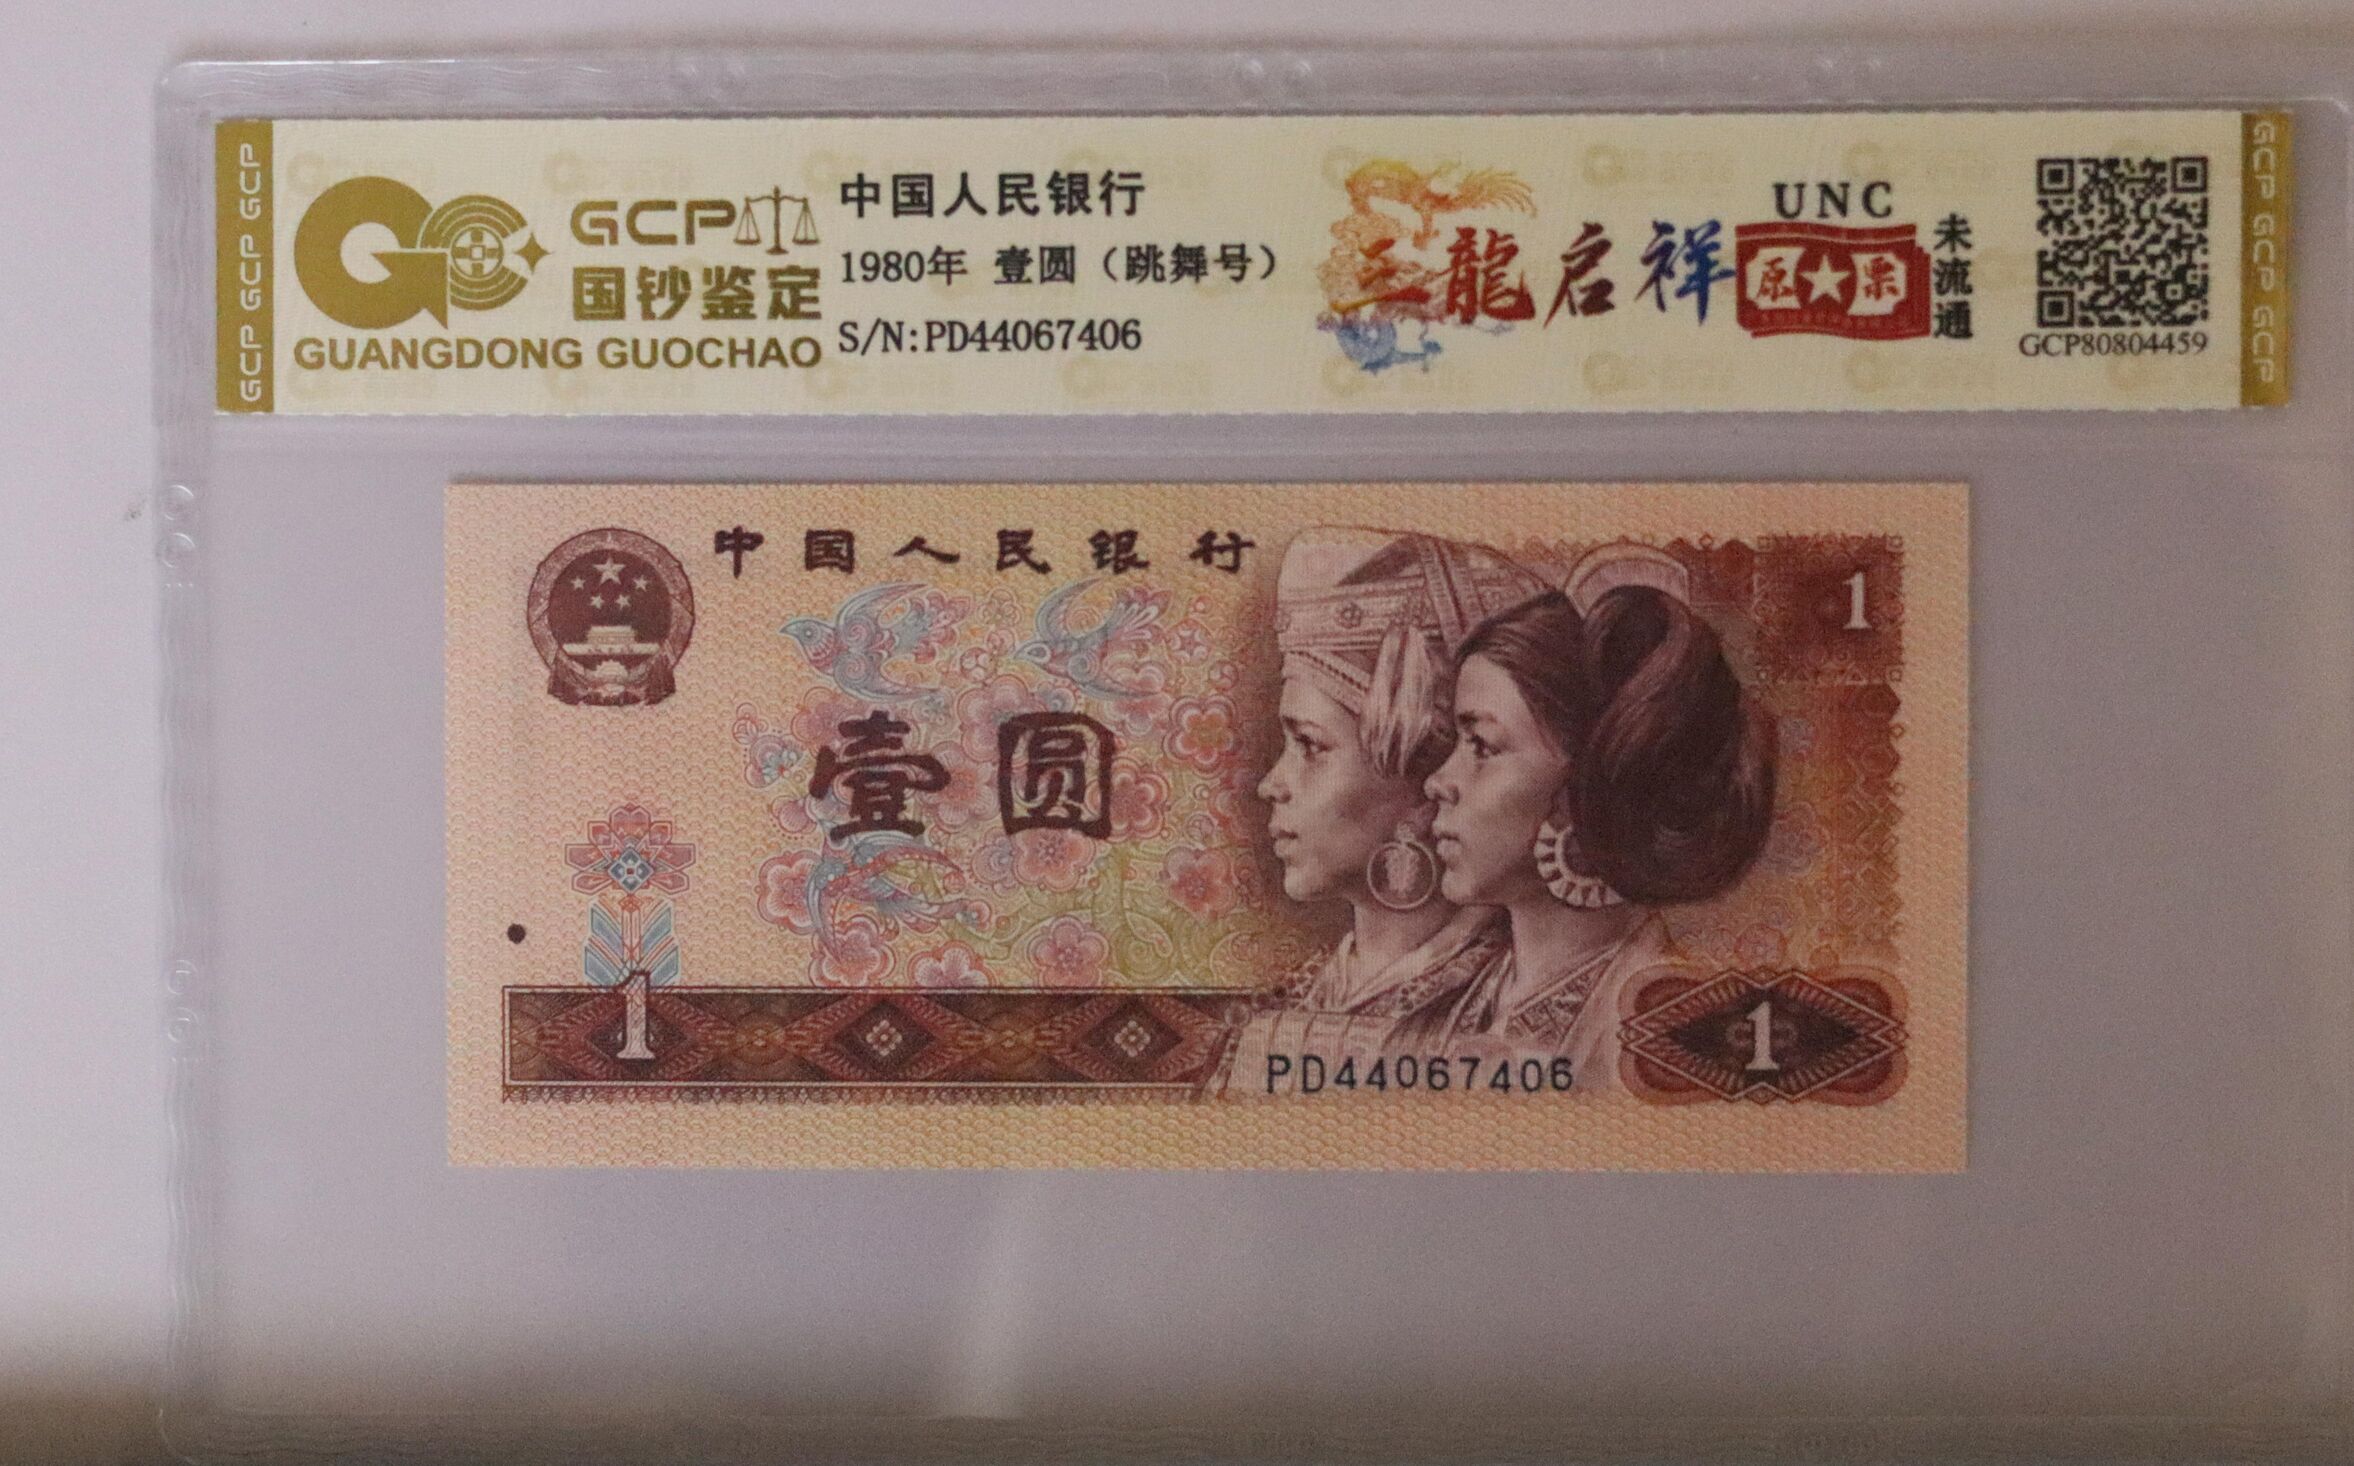 GCP GCP GCP
GCP
国钞鉴定
GUANGDONG GUOCHAO
中国人民银行
1980年 壹圆（跳舞号）
S/N:PD44067406
三龍启祥
UNC
原★票
未流通
GCP80804459
GCP GCP GCP
中国人民银行
1
壹圆
1
PD44067406
1